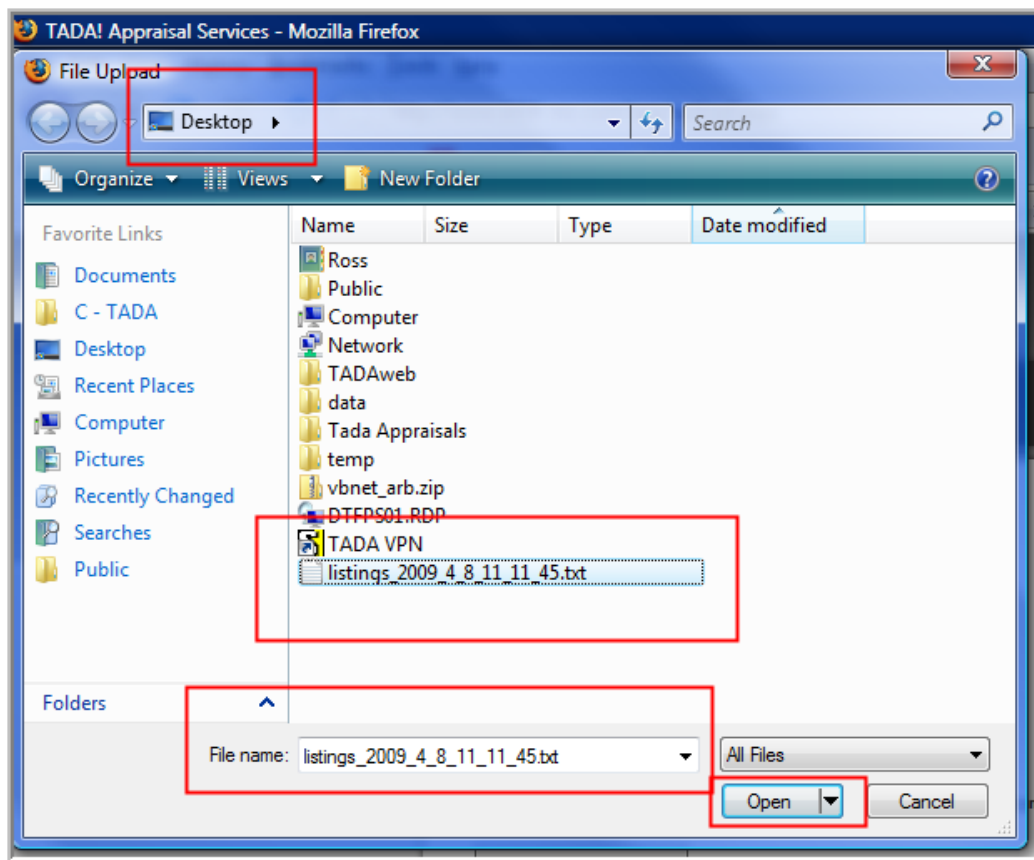 TADA! Appraisal Services - Mozilla Firefox
File Upload
Desktop
Search
Organize Views New Folder
Favorite Links
Documents
C - TADA
Desktop
Recent Places
Computer
Pictures
Recently Changed
Searches
Public
Folders
Name Size Type Date modified
Ross
Public
Computer
Network
TADAweb
data
Tada Appraisals
temp
vbnet_arb.zip
DTFPS01.RDP
TADA VPN
listings_2009_4_8_11_11_45.txt
File name: listings_2009_4_8_11_11_45.txt All Files
Open Cancel